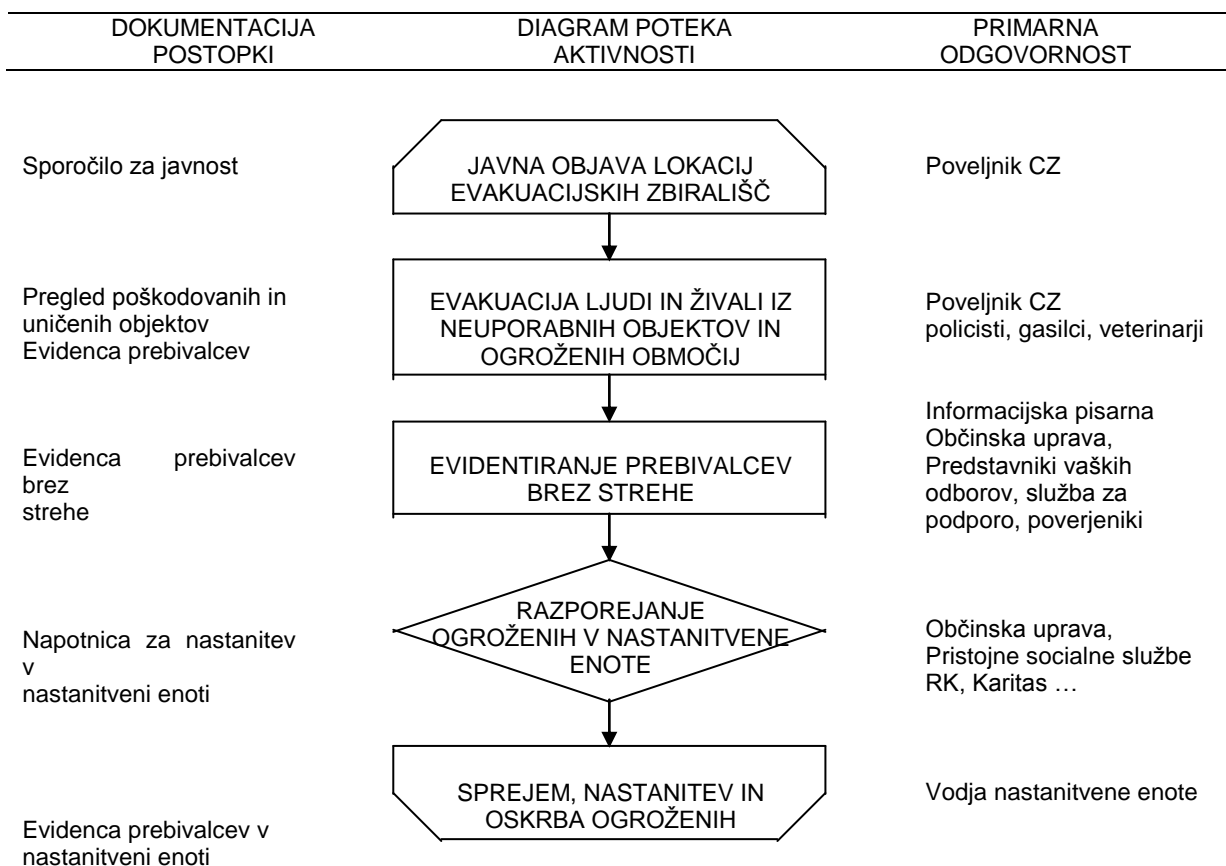 DOKUMENTACIJA
POSTOPKI
DIAGRAM POTEKA
AKTIVNOSTI
PRIMARNA
ODGOVORNOST
Sporočilo za javnost
JAVNA OBJAVA LOKACIJ
EVAKUACIJSKIH ZBIRALIŠČ
Poveljnik CZ
Pregled poškodovanih in
uničenih objektov
Evidenca prebivalcev
EVAKUACIJA LJUDI IN ŽIVALI IZ
NEUPORABNIH OBJEKTOV IN
OGROŽENIH OBMOČIJ
Poveljnik CZ
policisti, gasilci, veterinarji
Evidenca prebivalcev
brez
strehe
EVIDENTIRANJE PREBIVALCEV
BREZ STREHE
Informacijska pisarna
Občinska uprava,
Predstavniki vaških
odborov, služba za
podporo, poverjeniki
Napotnica za nastanitev
v
nastanitveni enoti
RAZPOREJANJE
OGROŽENIH V NASTANITVENE
ENOTE
Občinska uprava,
Pristojne socialne službe
RK, Karitas …
Evidenca prebivalcev v
nastanitveni enoti
SPREJEM, NASTANITEV IN
OSKRBA OGROŽENIH
Vodja nastanitvene enote